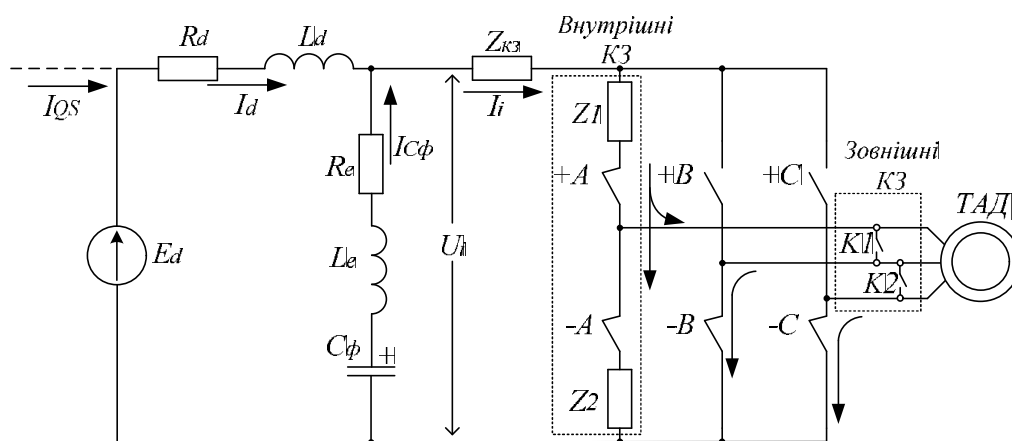 Rd
Ld
Zкз
Внутрішні
КЗ
IQS
Id
Ii
Z1
ICф
Re
+A
+B
+C
Зовнішні
КЗ
ТАД
Ed
Le
Ui
K1
K2
Cф
+
-A
-B
-C
Z2